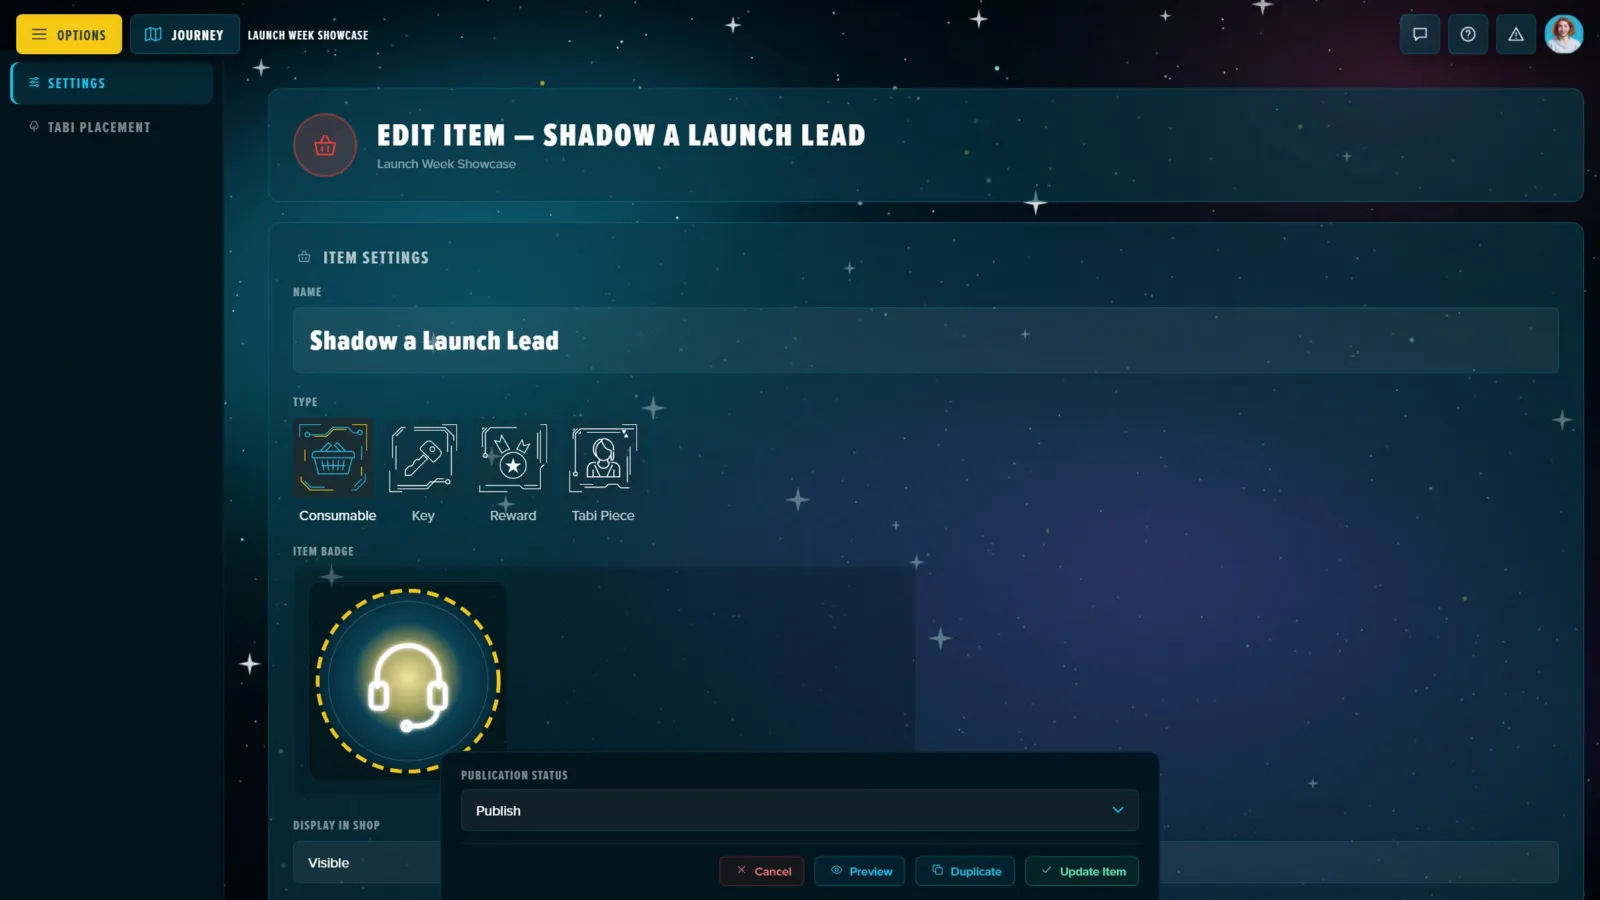 OPTIONS
JOURNEY
LAUNCH WEEK SHOWCASE
SETTINGS
TABI PLACEMENT
EDIT ITEM — SHADOW A LAUNCH LEAD
Launch Week Showcase
ITEM SETTINGS
NAME
Shadow a Launch Lead
TYPE
Consumable
Key
Reward
Tabi Piece
ITEM BADGE
PUBLICATION STATUS
Publish
DISPLAY IN SHOP
Visible
Cancel
Preview
Duplicate
Update Item